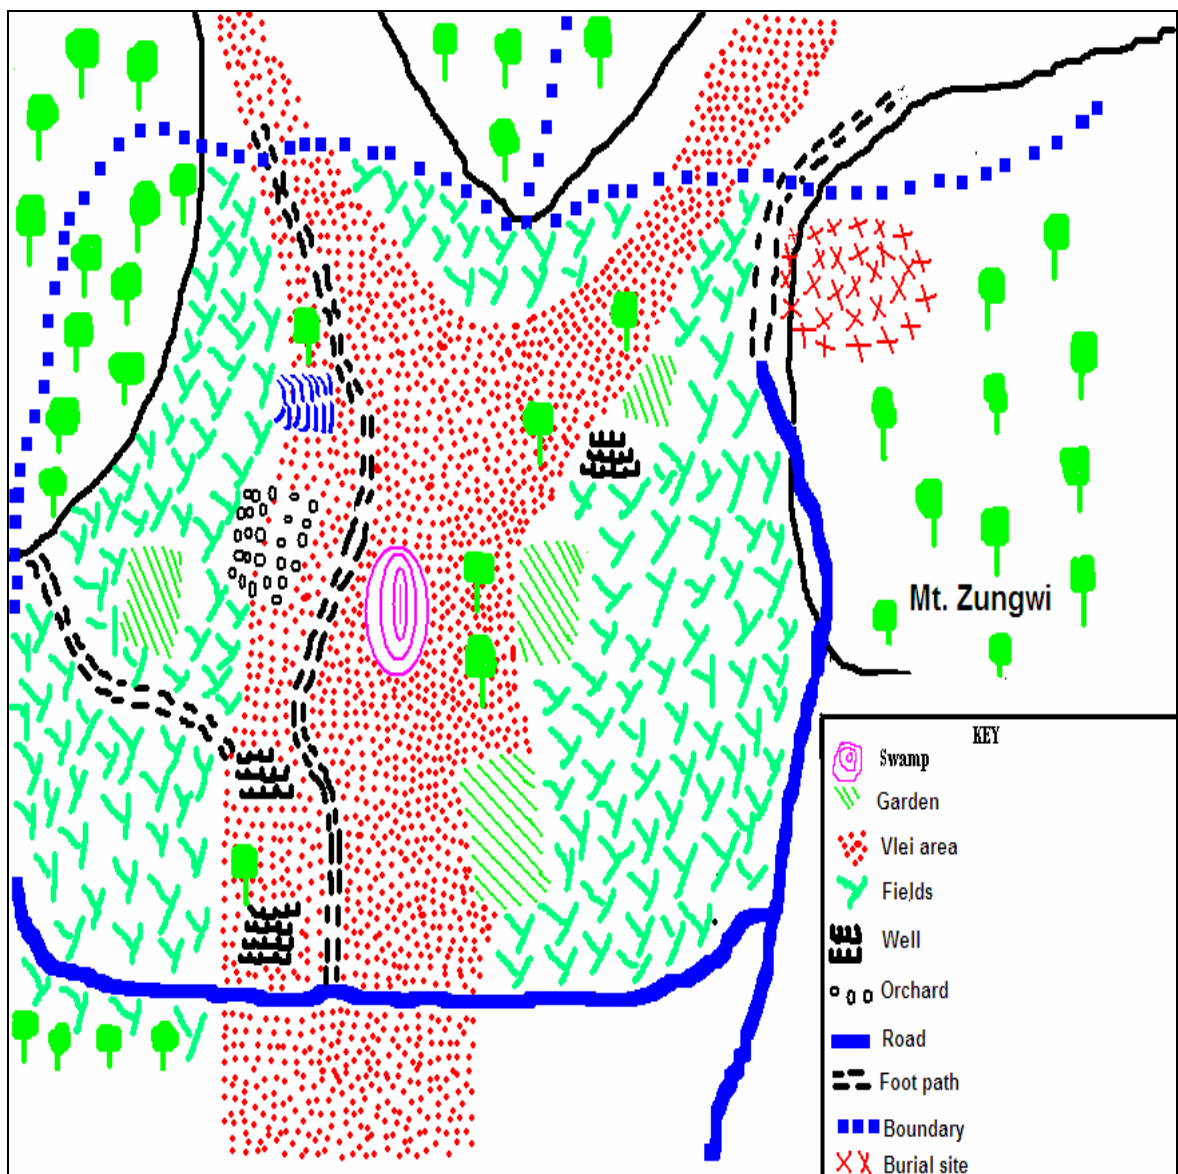 Mt. Zungwi
KEY
Swamp
Garden
Vlei area
Fields
Well
Orchard
Road
Foot path
Boundary
Burial site